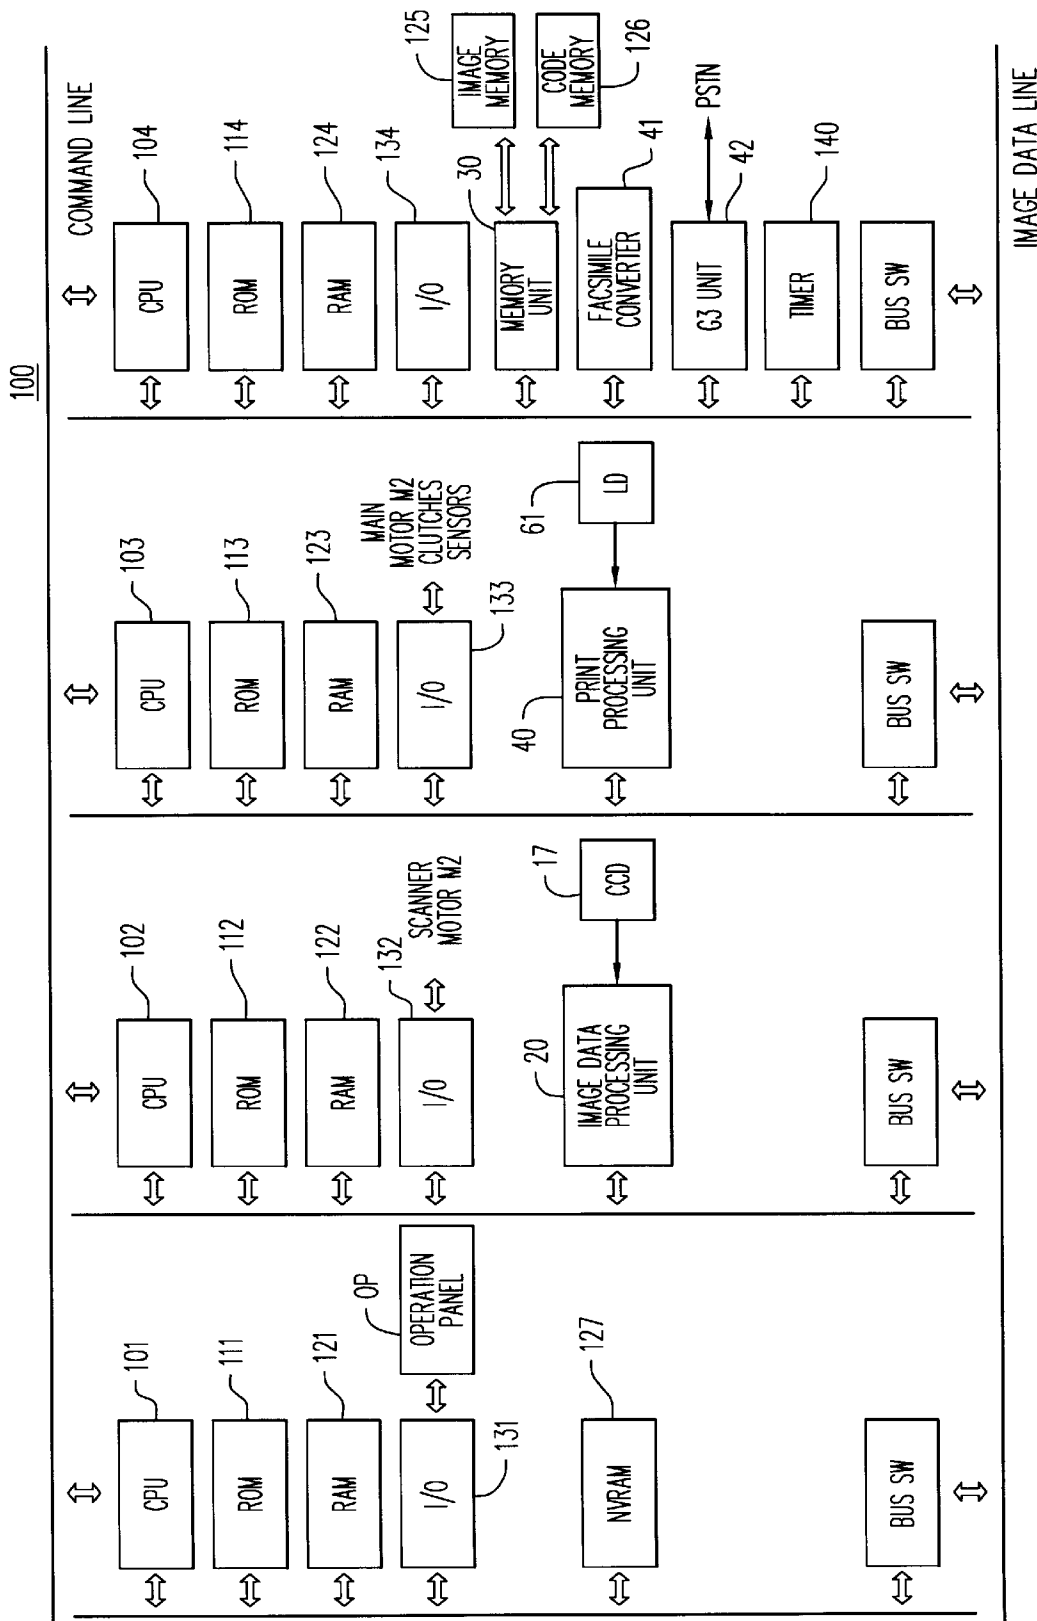 100
COMMAND LINE
101
CPU
111
ROM
121
RAM
I/O
131
OP
OPERATION
PANEL
127
NVRAM
BUS SW
102
CPU
112
ROM
122
RAM
132
I/O
SCANNER
MOTOR M2
20
IMAGE DATA
PROCESSING
UNIT
17
CCD
BUS SW
103
CPU
113
ROM
123
RAM
I/O
133
MAIN
MOTOR M2
CLUTCHES
SENSORS
40
PRINT
PROCESSING
UNIT
61
LD
BUS SW
104
CPU
114
ROM
124
RAM
134
I/O
30
MEMORY
UNIT
125
IMAGE
MEMORY
CODE
MEMORY
126
41
FACSIMILE
CONVERTER
G3 UNIT
42
PSTN
TIMER
140
BUS SW
IMAGE DATA LINE